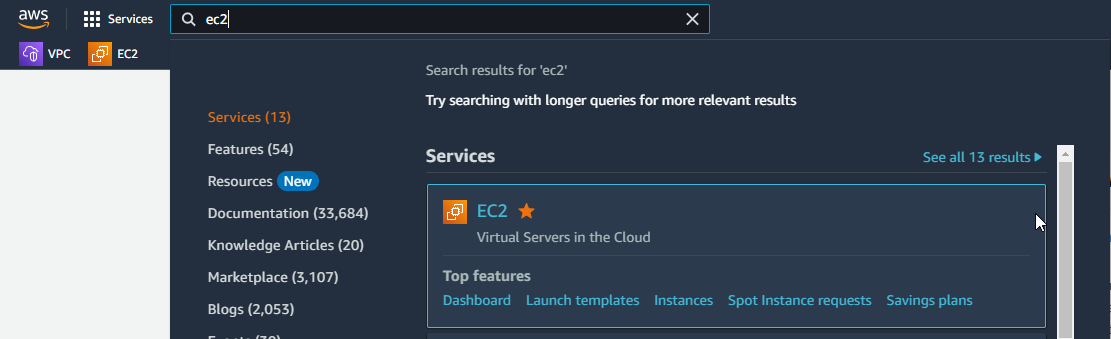 aws
Services
ec2
VPC
EC2
Search results for 'ec2'
Try searching with longer queries for more relevant results
Services (13)
Features (54)
Resources New
Documentation (33,684)
Knowledge Articles (20)
Marketplace (3,107)
Blogs (2,053)
Services
See all 13 results
EC2
Virtual Servers in the Cloud
Top features
Dashboard Launch templates Instances Spot Instance requests Savings plans